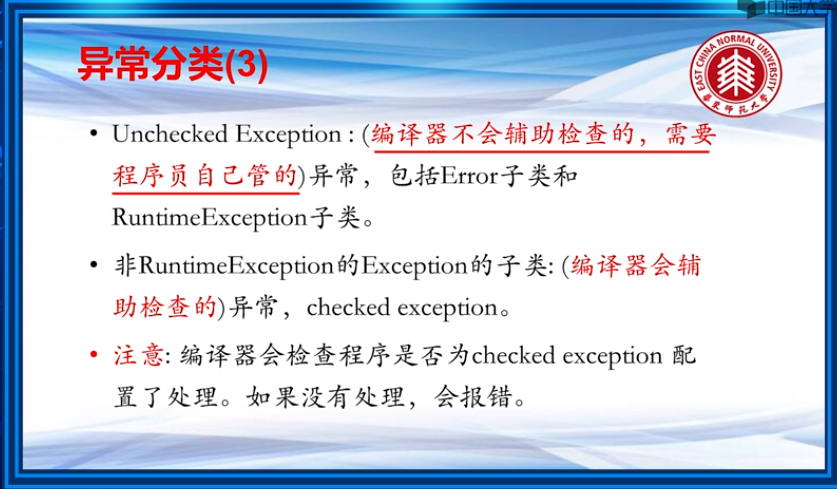 中国大学
异常分类(3)
EAST CHINA NORMAL UNIVERSITY
华东师范大学
• Unchecked Exception : (编译器不会辅助检查的，需要
程序员自己管的)异常，包括Error子类和
RuntimeException子类。
• 非RuntimeException的Exception的子类: (编译器会辅
助检查的)异常，checked exception。
• 注意: 编译器会检查程序是否为checked exception 配
置了处理。如果没有处理，会报错。